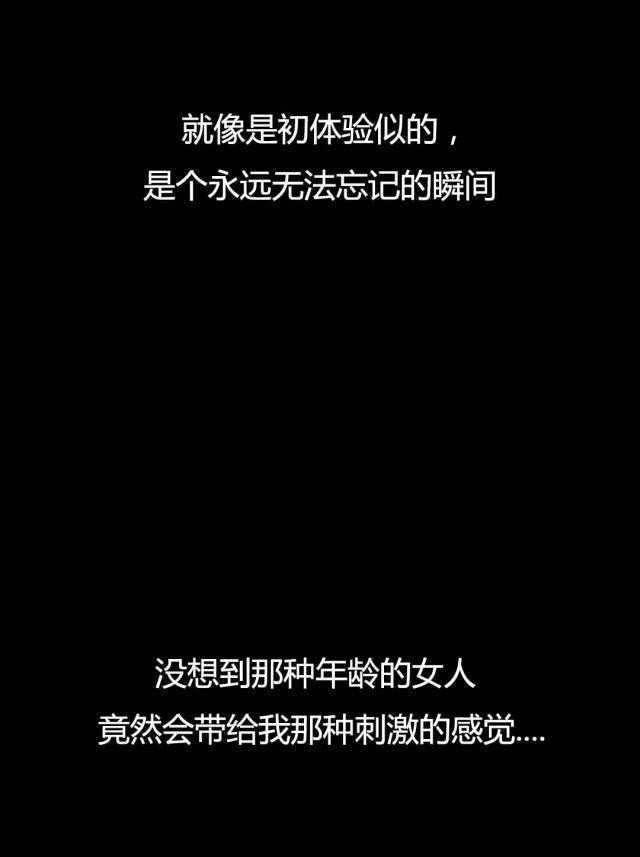 就像是初体验似的，
是个永远无法忘记的瞬间
没想到那种年龄的女人
竟然会带给我那种刺激的感觉....